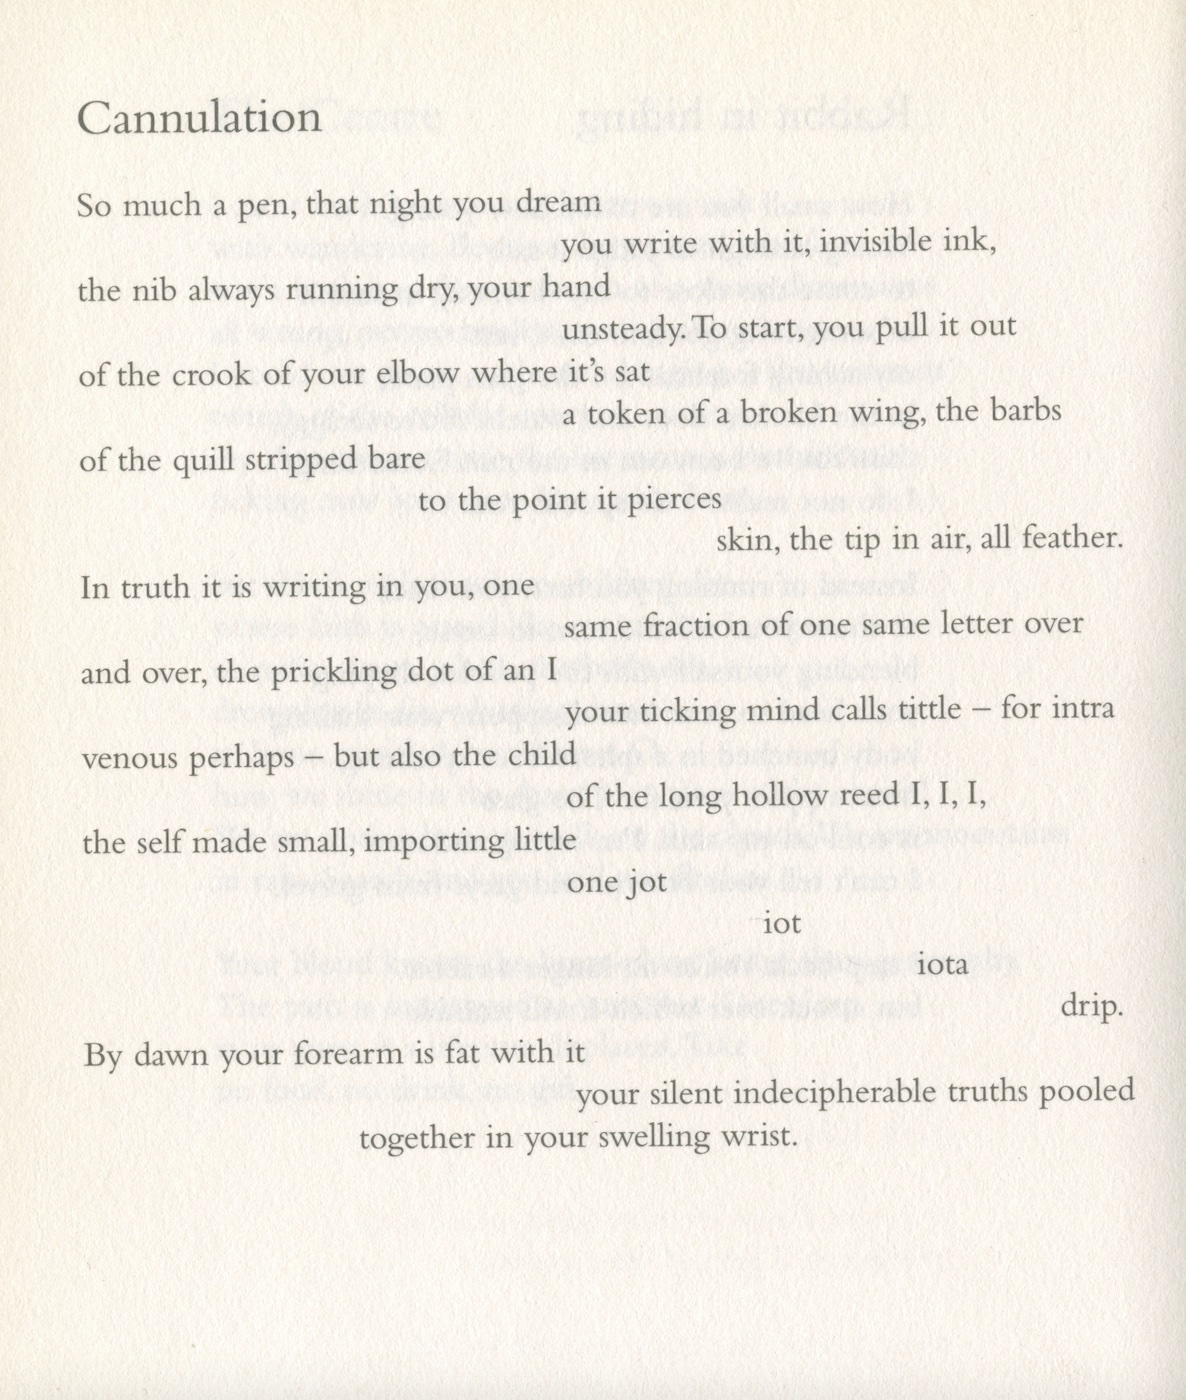 Cannulation
So much a pen, that night you dream
you write with it, invisible ink,
the nib always running dry, your hand
unsteady. To start, you pull it out
of the crook of your elbow where it’s sat
a token of a broken wing, the barbs
of the quill stripped bare
to the point it pierces
skin, the tip in air, all feather.
In truth it is writing in you, one
same fraction of one same letter over
and over, the prickling dot of an I
your ticking mind calls tittle – for intra
venous perhaps – but also the child
of the long hollow reed I, I, I,
the self made small, importing little
one jot
iot
iota
drip.
By dawn your forearm is fat with it
your silent indecipherable truths pooled
together in your swelling wrist.